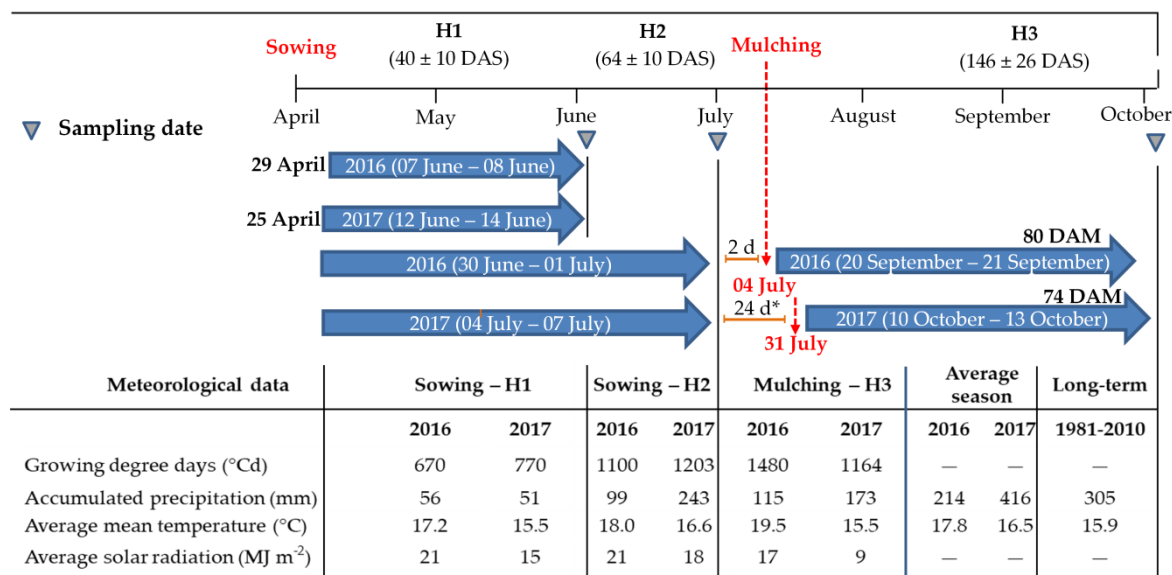 Sowing H1 H2 Mulching H3
(40 ± 10 DAS) (64 ± 10 DAS) (146 ± 26 DAS)
April May June July August September October
Sampling date
29 April 2016 (07 June – 08 June)
25 April 2017 (12 June – 14 June)
80 DAM
2016 (30 June – 01 July) 2 d 2016 (20 September – 21 September)
04 July
74 DAM
2017 (04 July – 07 July) 24 d* 2017 (10 October – 13 October)
31 July
Meteorological data Sowing – H1 Sowing – H2 Mulching – H3 Average season Long-term
2016 2017 2016 2017 2016 2017 2016 2017 1981-2010
Growing degree days (°Cd) 670 770 1100 1203 1480 1164 — — —
Accumulated precipitation (mm) 56 51 99 243 115 173 214 416 305
Average mean temperature (°C) 17.2 15.5 18.0 16.6 19.5 15.5 17.8 16.5 15.9
Average solar radiation (MJ m⁻²) 21 15 21 18 17 9 — — —